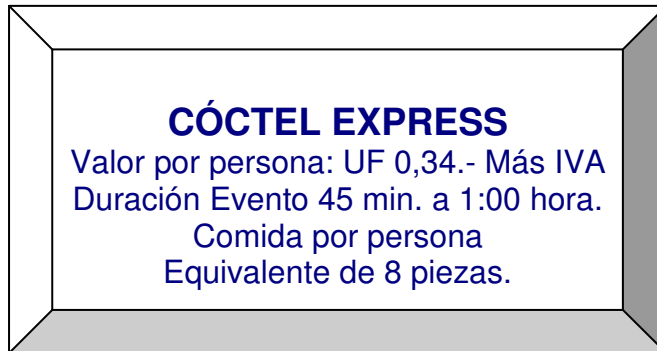 CÓCTEL EXPRESS
Valor por persona: UF 0,34.- Más IVA
Duración Evento 45 min. a 1:00 hora.
Comida por persona
Equivalente de 8 piezas.